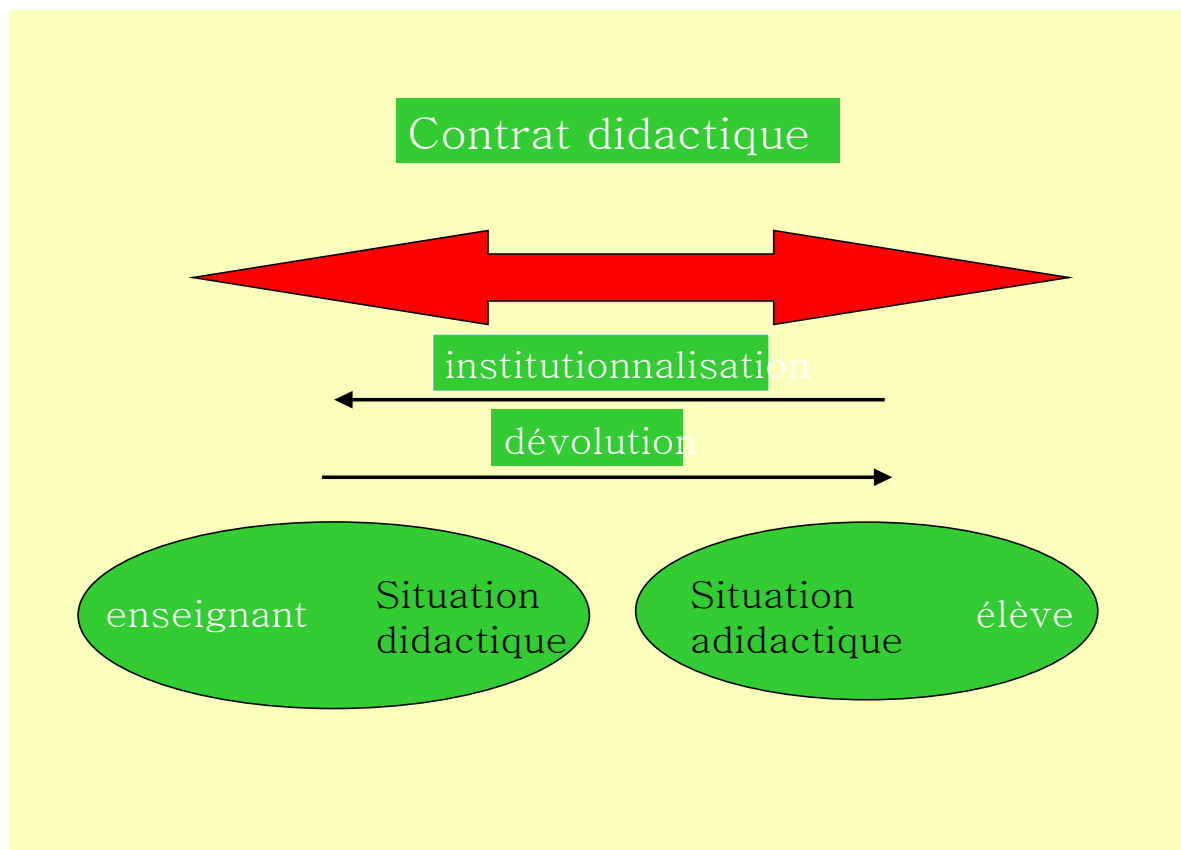 Contrat didactique
institutionnalisation
dévolution
enseignant
Situation
didactique
Situation
adidactique
élève